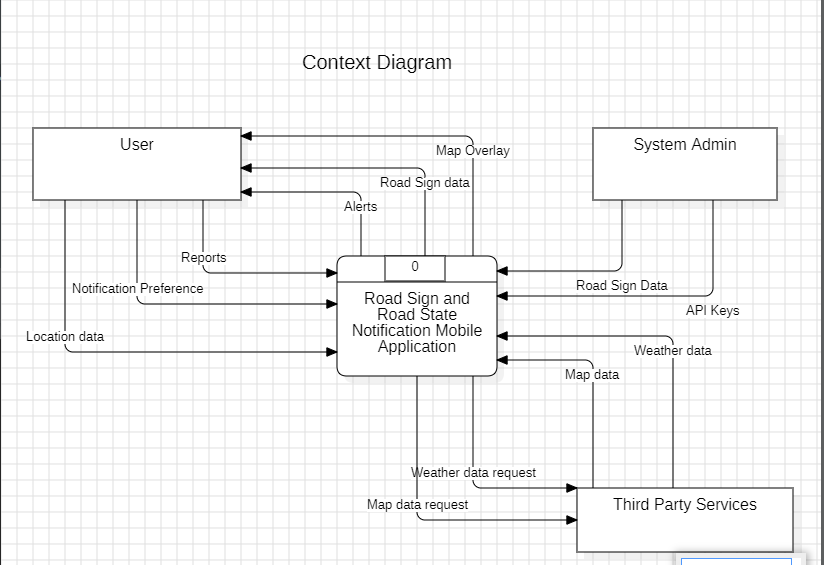 Context Diagram
User
System Admin
Map Overlay
Road Sign data
Alerts
Reports
0
Notification Preference
Road Sign Data
Road Sign and
Road State
Notification Mobile
Application
API Keys
Location data
Weather data
Map data
Weather data request
Map data request
Third Party Services